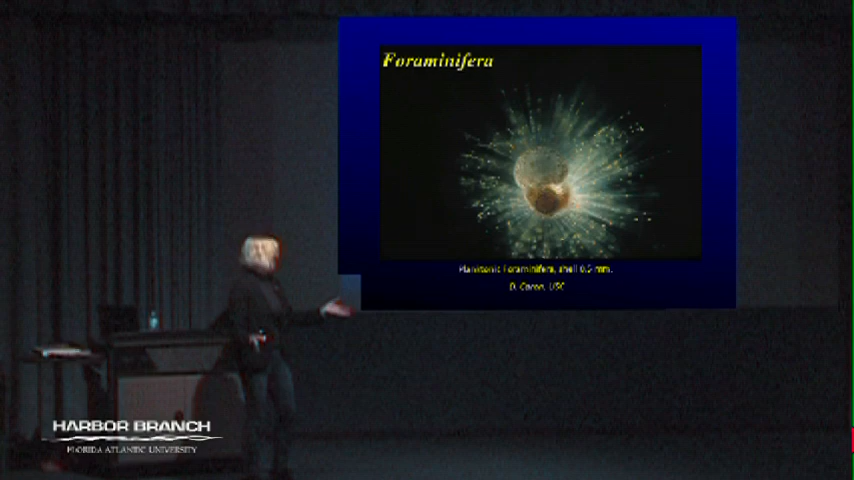 Foraminifera
Planktonic Foraminifera, shell 0.5 mm.
D. Caron, USC
HARBOR BRANCH
FLORIDA ATLANTIC UNIVERSITY